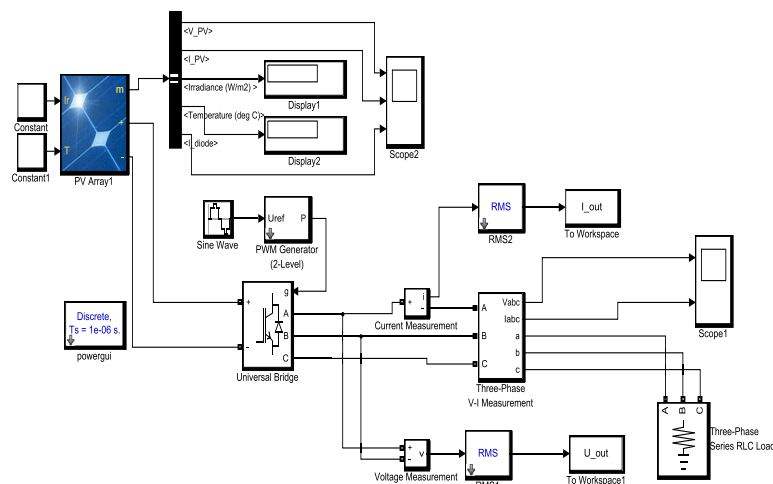 <V_PV>
<I_PV>
<Irradiance (W/m2) >
Display1
<Temperature (deg C)>
Display2
<I_diode>
Scope2
Ir
m
Constant
+
T
-
Constant1
PV Array1
Sine Wave
Uref
P
PWM Generator
(2-Level)
RMS
RMS2
I_out
To Workspace
Discrete,
Ts = 1e-06 s.
powergui
g
+
A
B
-
C
Universal Bridge
+
i
-
Current Measurement
A
B
C
Vabc
Iabc
a
b
c
Three-Phase
V-I Measurement
Scope1
A
B
C
Three-Phase
Series RLC Load
+
-
v
Voltage Measurement
RMS
U_out
To Workspace1